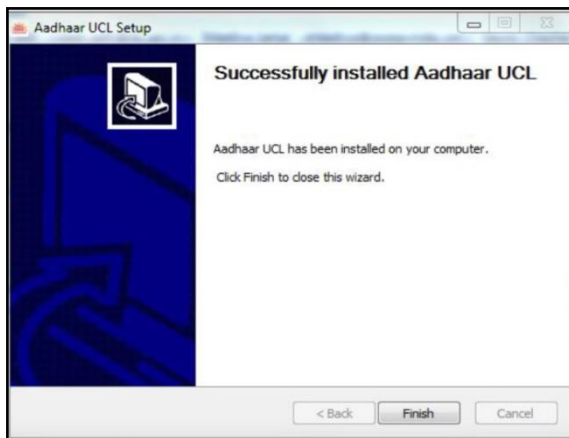 Aadhaar UCL Setup
Successfully installed Aadhaar UCL
Aadhaar UCL has been installed on your computer.
Click Finish to close this wizard.
< Back
Finish
Cancel